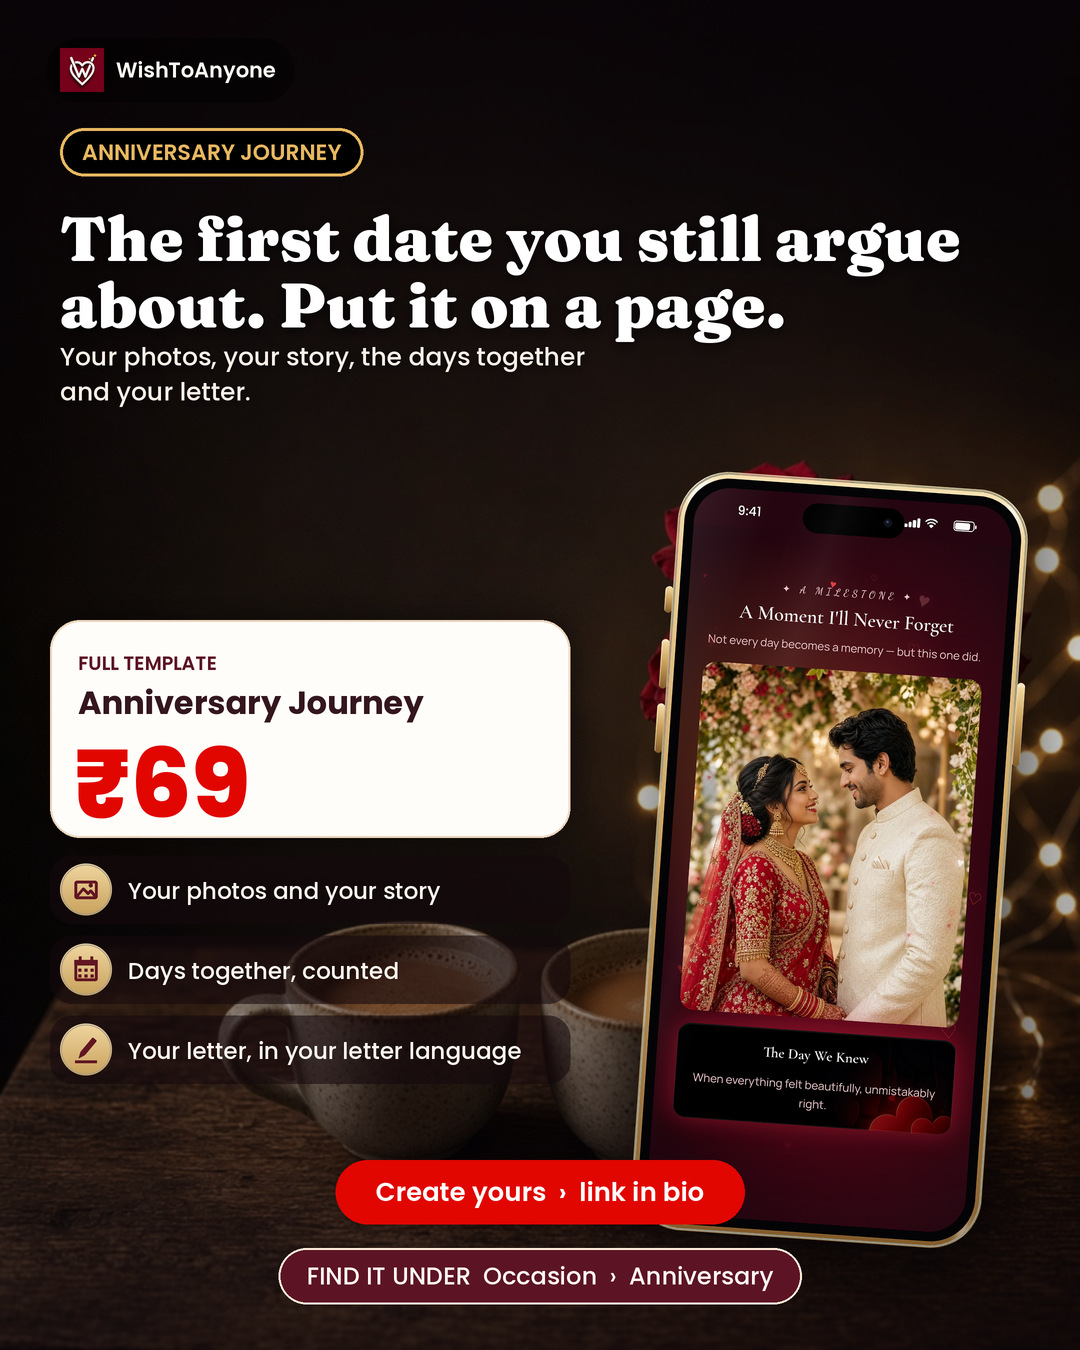 WishToAnyone
ANNIVERSARY JOURNEY
The first date you still argue
about. Put it on a page.
Your photos, your story, the days together
and your letter.
9:41
✦ A MILESTONE ✦
A Moment I'll Never Forget
Not every day becomes a memory – but this one did.
FULL TEMPLATE
Anniversary Journey
₹69
Your photos and your story
Days together, counted
Your letter, in your letter language
The Day We Knew
When everything felt beautifully, unmistakably
right.
Create yours › link in bio
FIND IT UNDER Occasion › Anniversary